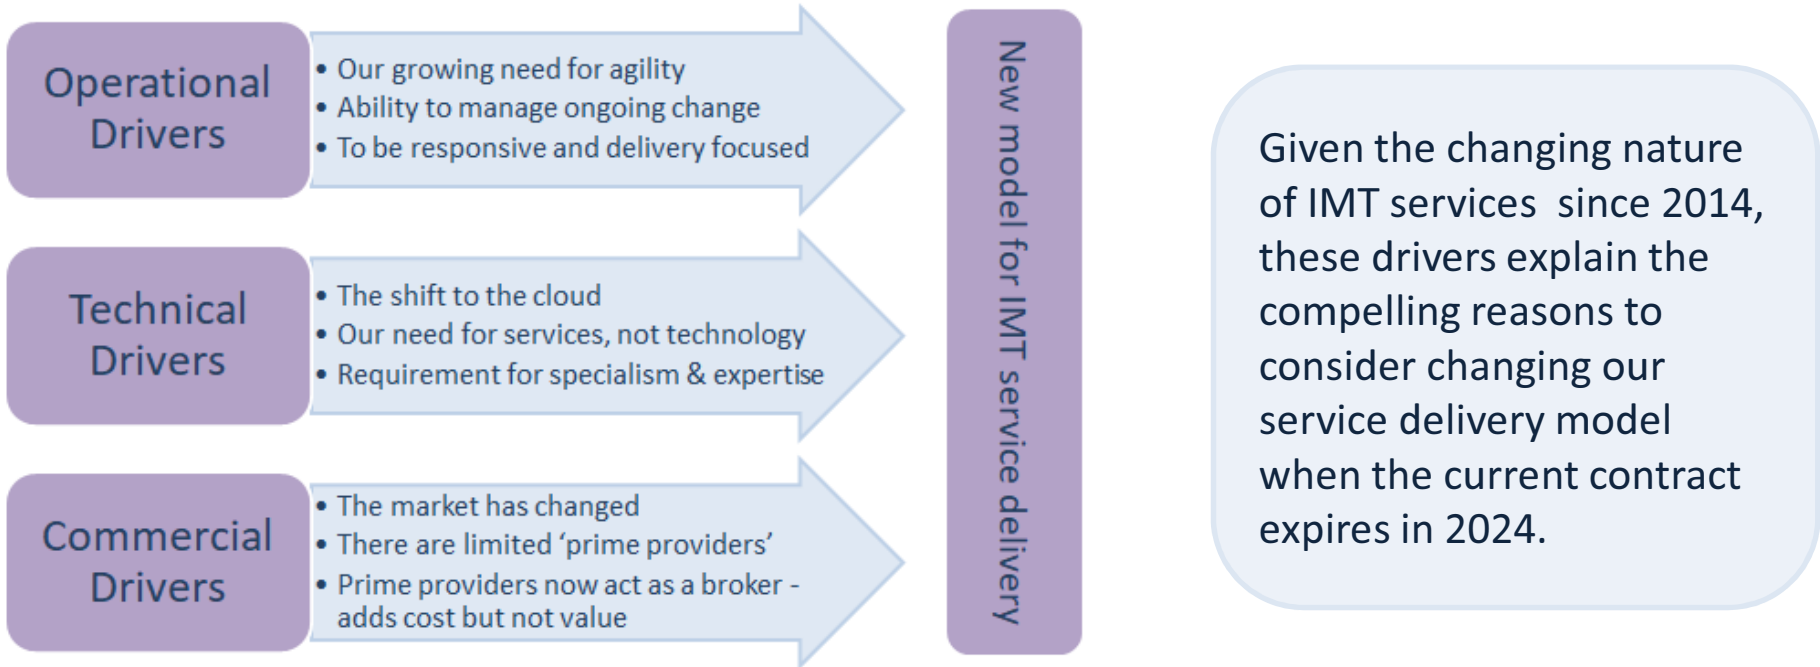 Operational
Drivers
• Our growing need for agility
• Ability to manage ongoing change
• To be responsive and delivery focused
Technical
Drivers
• The shift to the cloud
• Our need for services, not technology
• Requirement for specialism & expertise
Commercial
Drivers
• The market has changed
• There are limited ‘prime providers’
• Prime providers now act as a broker -
adds cost but not value
New model for IMT service delivery
Given the changing nature
of IMT services  since 2014,
these drivers explain the
compelling reasons to
consider changing our
service delivery model
when the current contract
expires in 2024.